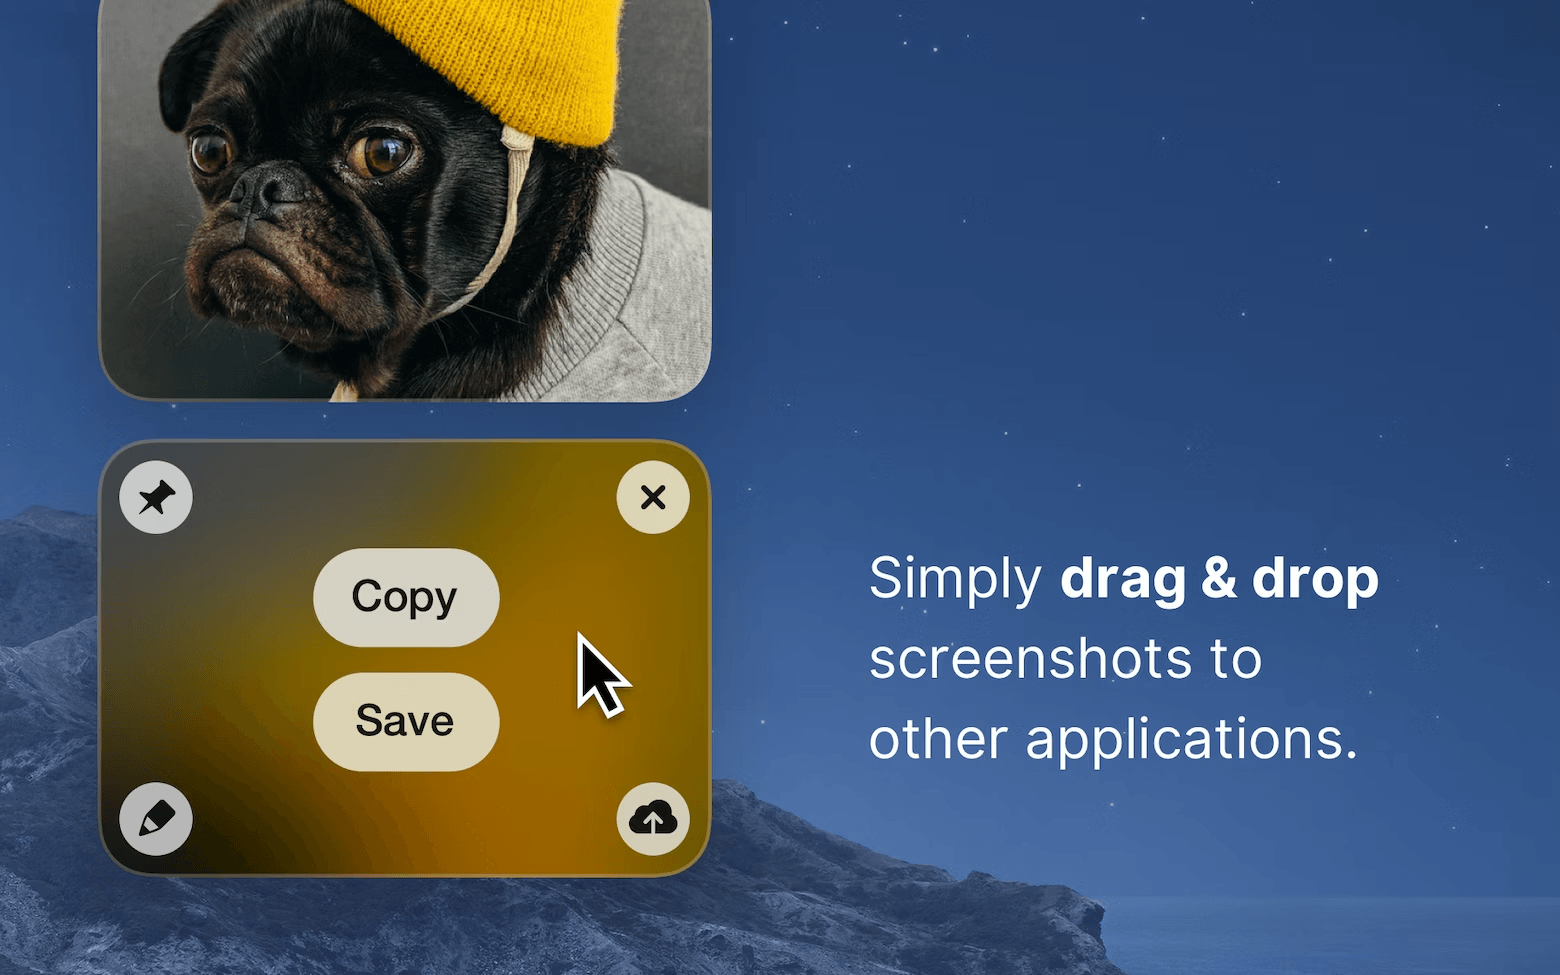 Copy
Save
Simply drag & drop
screenshots to
other applications.